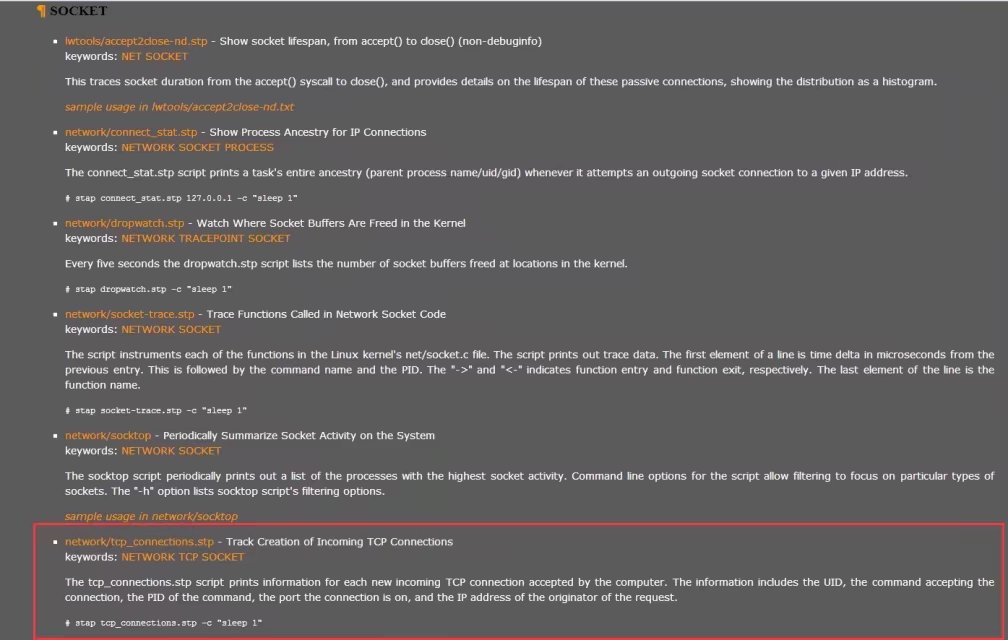 ¶ SOCKET
▪ lwtools/accept2close-nd.stp - Show socket lifespan, from accept() to close() (non-debuginfo)
keywords: NET SOCKET
This traces socket duration from the accept() syscall to close(), and provides details on the lifespan of these passive connections, showing the distribution as a histogram.
sample usage in lwtools/accept2close-nd.txt
▪ network/connect_stat.stp - Show Process Ancestry for IP Connections
keywords: NETWORK SOCKET PROCESS
The connect_stat.stp script prints a task's entire ancestry (parent process name/uid/gid) whenever it attempts an outgoing socket connection to a given IP address.
# stap connect_stat.stp 127.0.0.1 -c "sleep 1"
▪ network/dropwatch.stp - Watch Where Socket Buffers Are Freed in the Kernel
keywords: NETWORK TRACEPOINT SOCKET
Every five seconds the dropwatch.stp script lists the number of socket buffers freed at locations in the kernel.
# stap dropwatch.stp -c "sleep 1"
▪ network/socket-trace.stp - Trace Functions Called in Network Socket Code
keywords: NETWORK SOCKET
The script instruments each of the functions in the Linux kernel's net/socket.c file. The script prints out trace data. The first element of a line is time delta in microseconds from the
previous entry. This is followed by the command name and the PID. The "->" and "<-" indicates function entry and function exit, respectively. The last element of the line is the
function name.
# stap socket-trace.stp -c "sleep 1"
▪ network/socktop - Periodically Summarize Socket Activity on the System
keywords: NETWORK SOCKET
The socktop script periodically prints out a list of the processes with the highest socket activity. Command line options for the script allow filtering to focus on particular types of
sockets. The "-h" option lists socktop script's filtering options.
sample usage in network/socktop
▪ network/tcp_connections.stp - Track Creation of Incoming TCP Connections
keywords: NETWORK TCP SOCKET
The tcp_connections.stp script prints information for each new incoming TCP connection accepted by the computer. The information includes the UID, the command accepting the
connection, the PID of the command, the port the connection is on, and the IP address of the originator of the request.
# stap tcp_connections.stp -c "sleep 1"